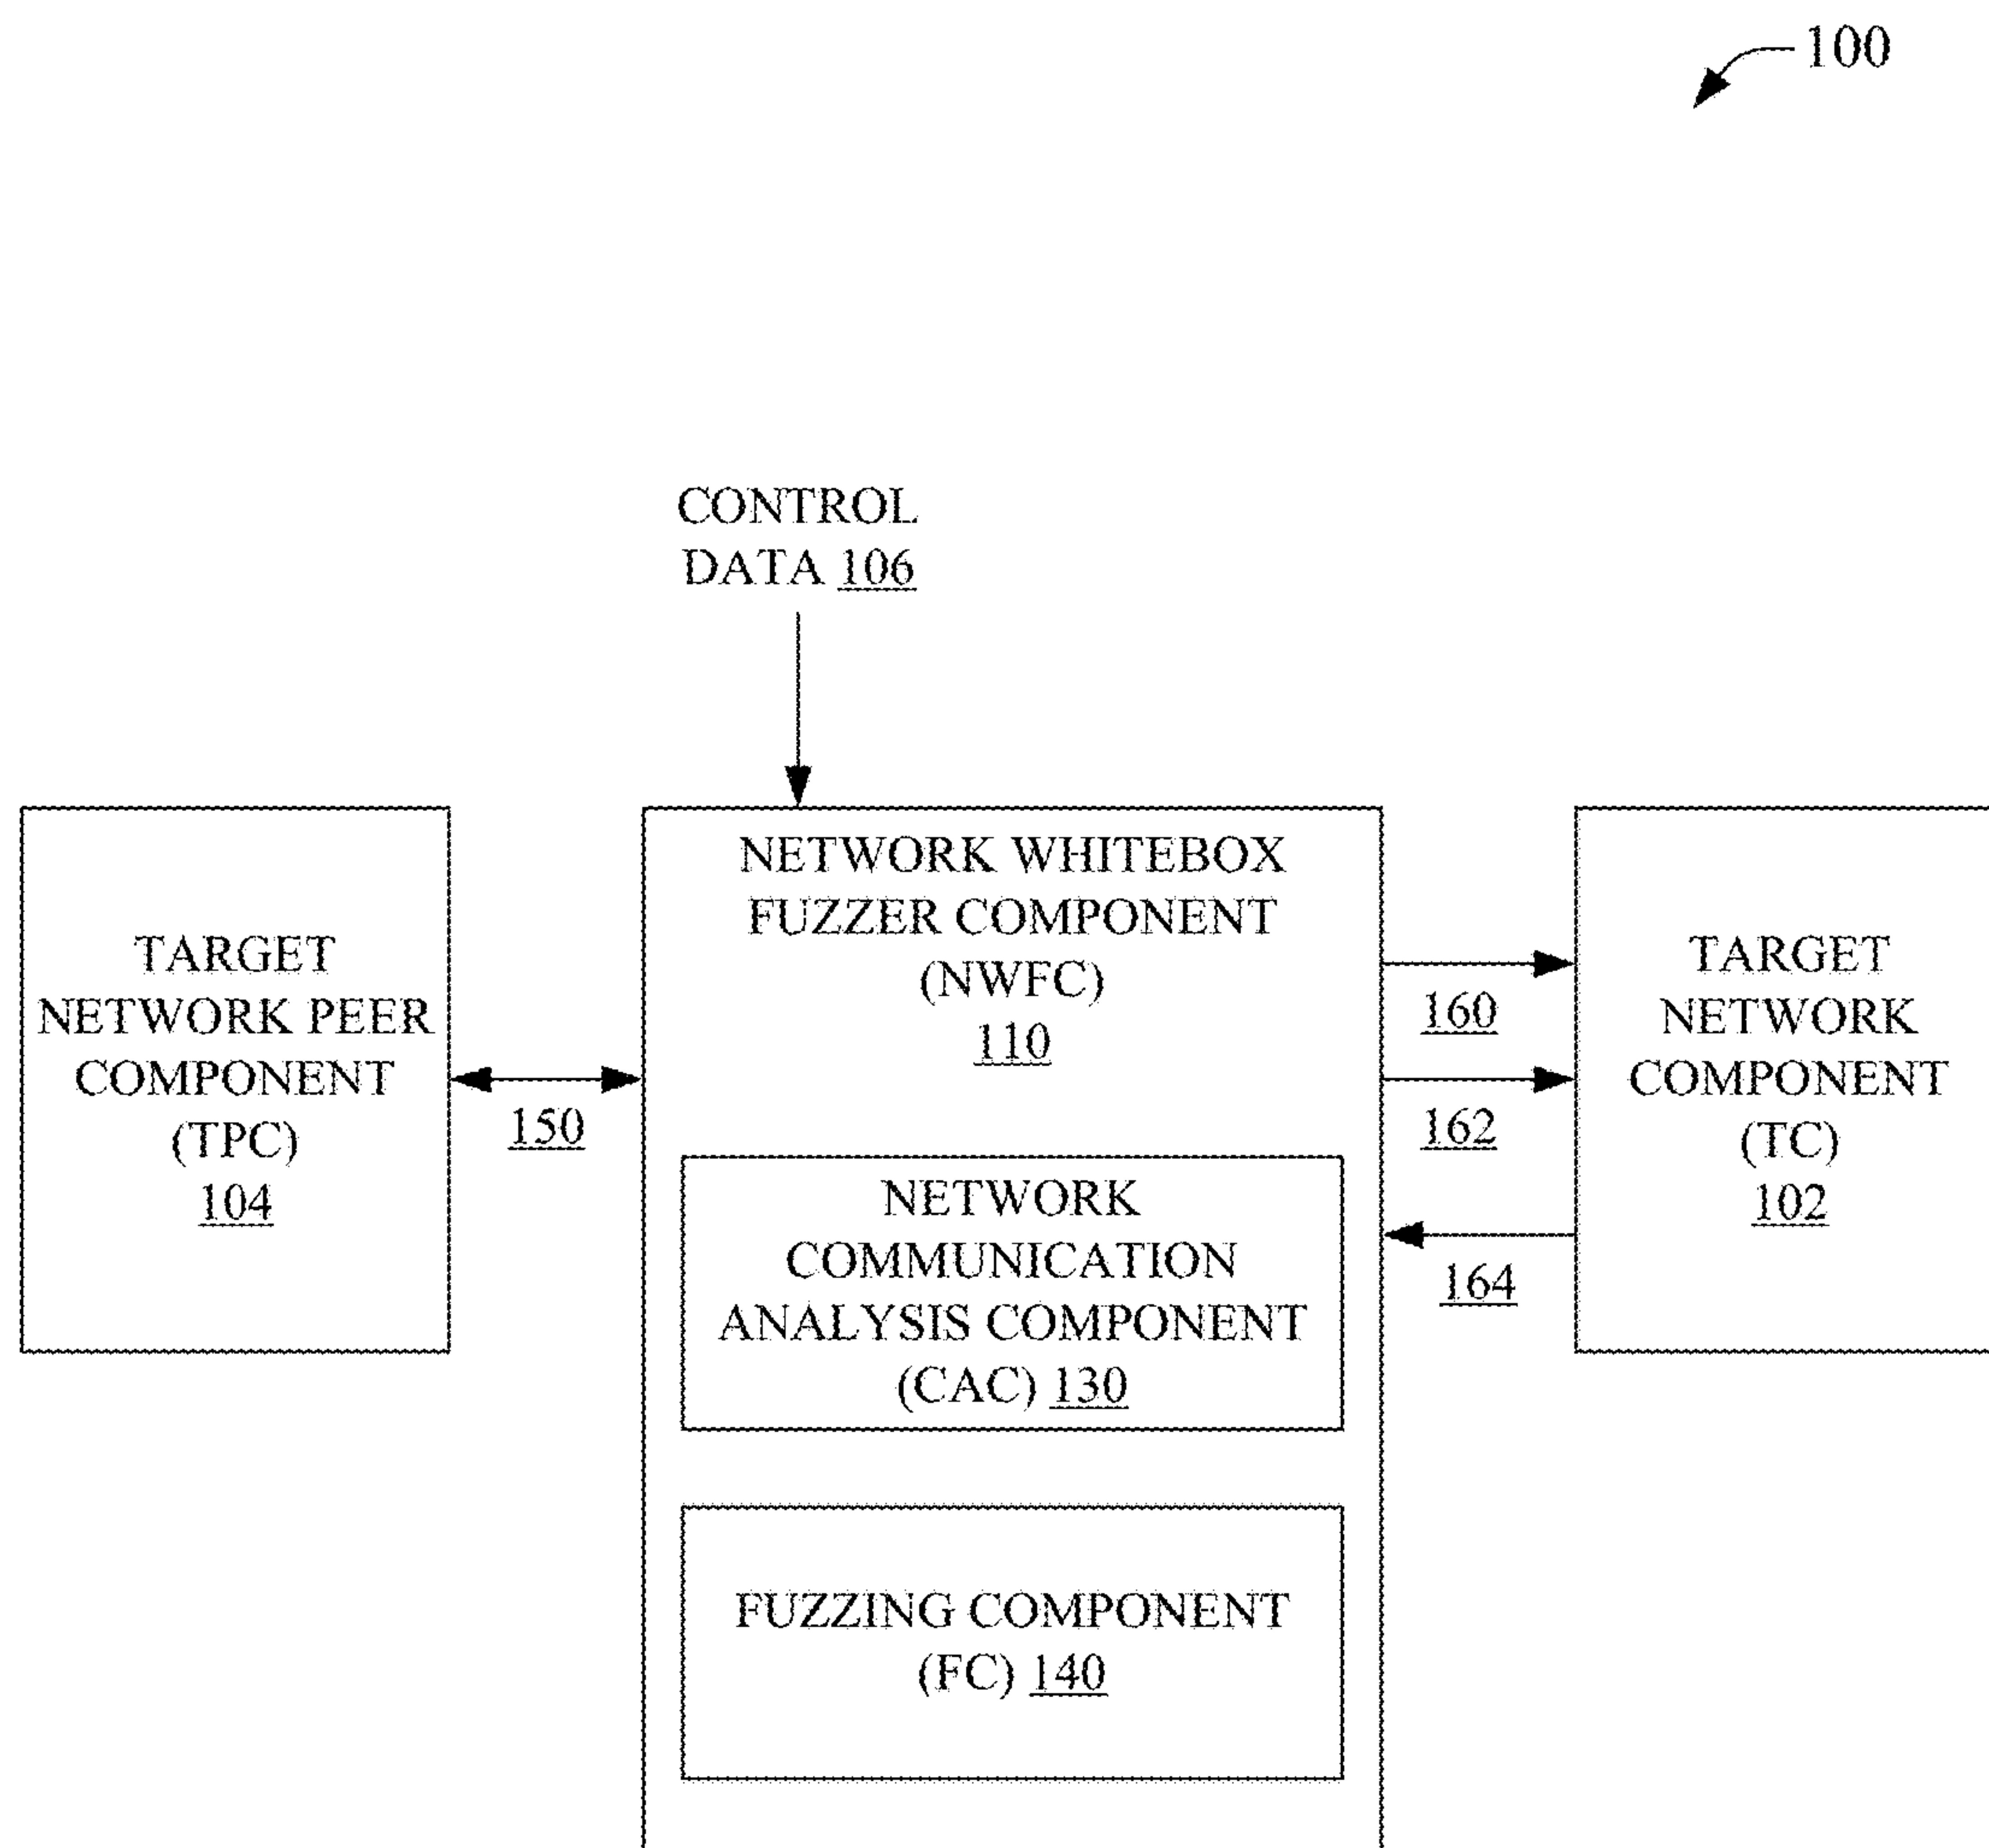 100
CONTROL
DATA 106
TARGET
NETWORK PEER
COMPONENT
(TPC)
104
150
NETWORK WHITEBOX
FUZZER COMPONENT
(NWFC)
110
NETWORK
COMMUNICATION
ANALYSIS COMPONENT
(CAC) 130
FUZZING COMPONENT
(FC) 140
160
162
164
TARGET
NETWORK
COMPONENT
(TC)
102